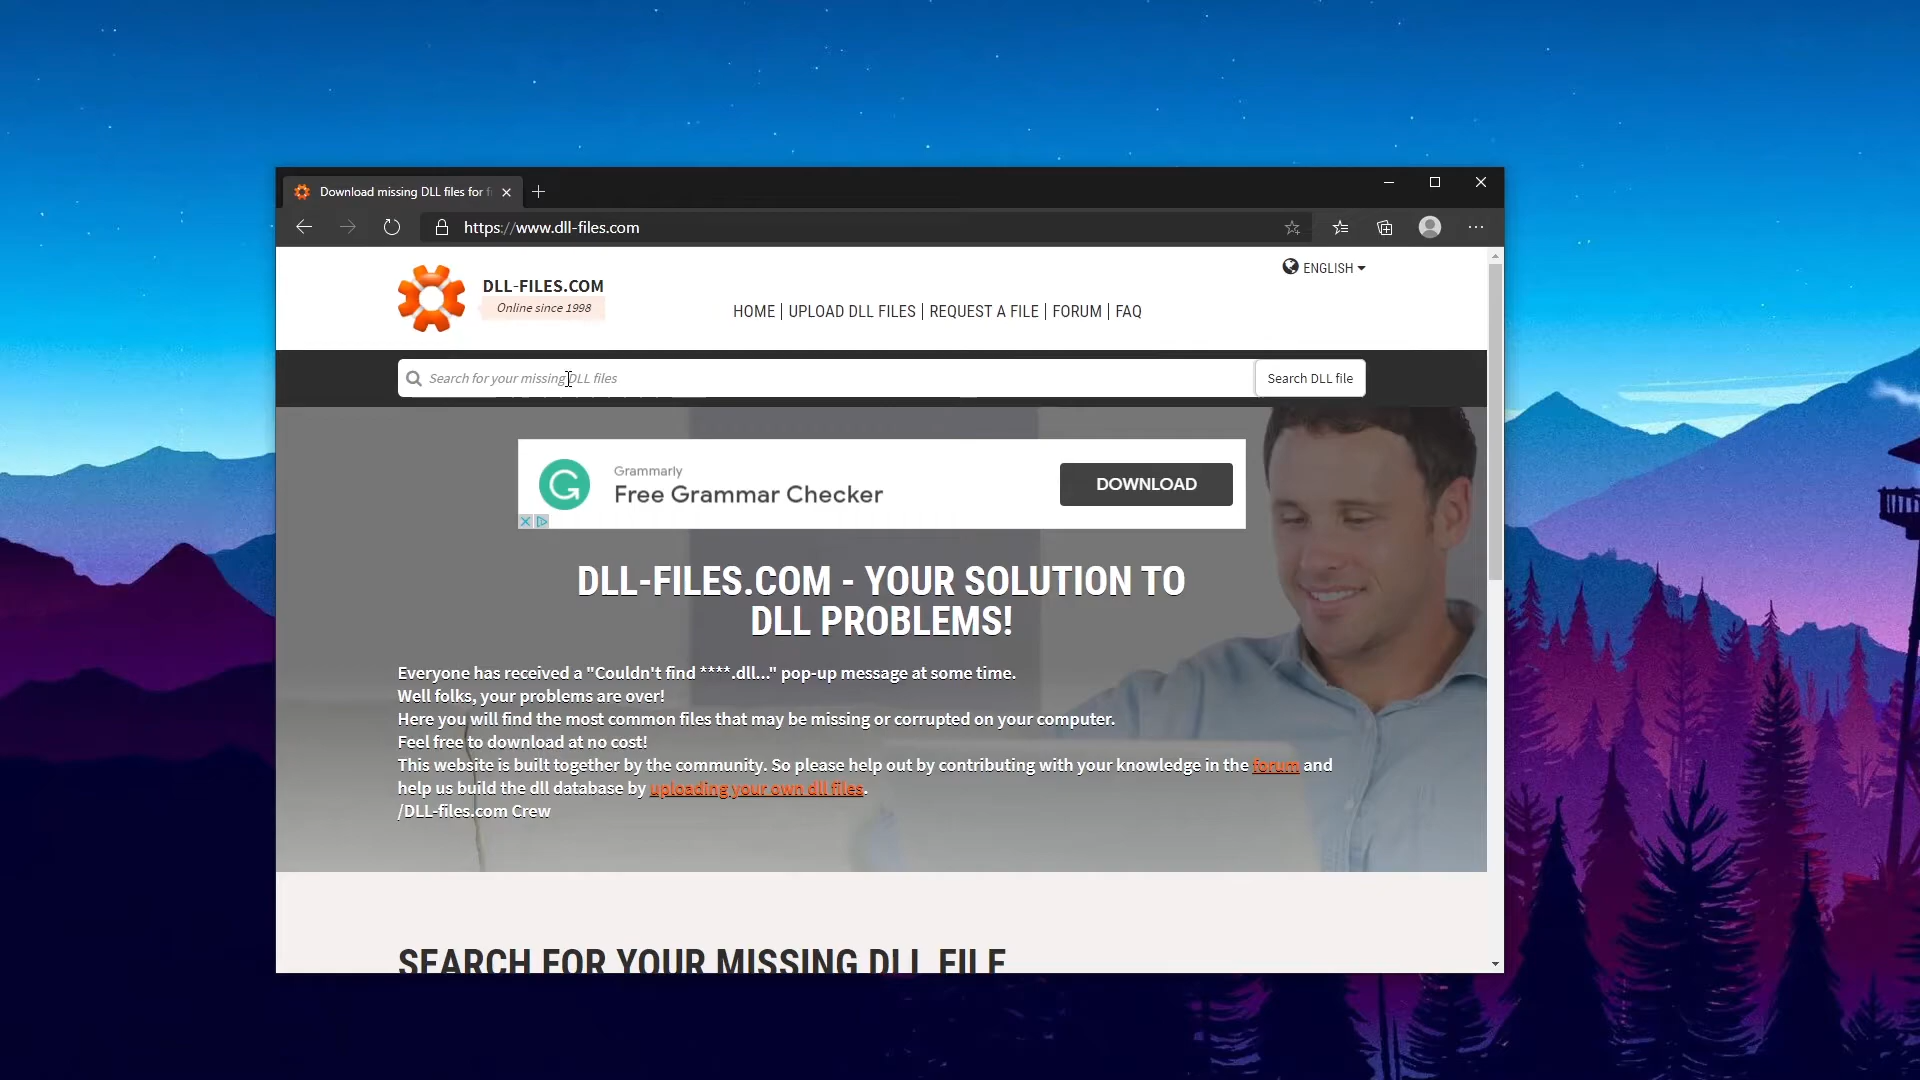 Download missing DLL files for f
https://www.dll-files.com
ENGLISH
DLL-FILES.COM
Online since 1998
HOME | UPLOAD DLL FILES | REQUEST A FILE | FORUM | FAQ
Search for your missing DLL files
Search DLL file
Grammarly
Free Grammar Checker
DOWNLOAD
DLL-FILES.COM - YOUR SOLUTION TO
DLL PROBLEMS!
Everyone has received a "Couldn't find ****.dll..." pop-up message at some time.
Well folks, your problems are over!
Here you will find the most common files that may be missing or corrupted on your computer.
Feel free to download at no cost!
This website is built together by the community. So please help out by contributing with your knowledge in the forum and
help us build the dll database by uploading your own dll files.
/DLL-files.com Crew
SEARCH FOR YOUR MISSING DLL FILE